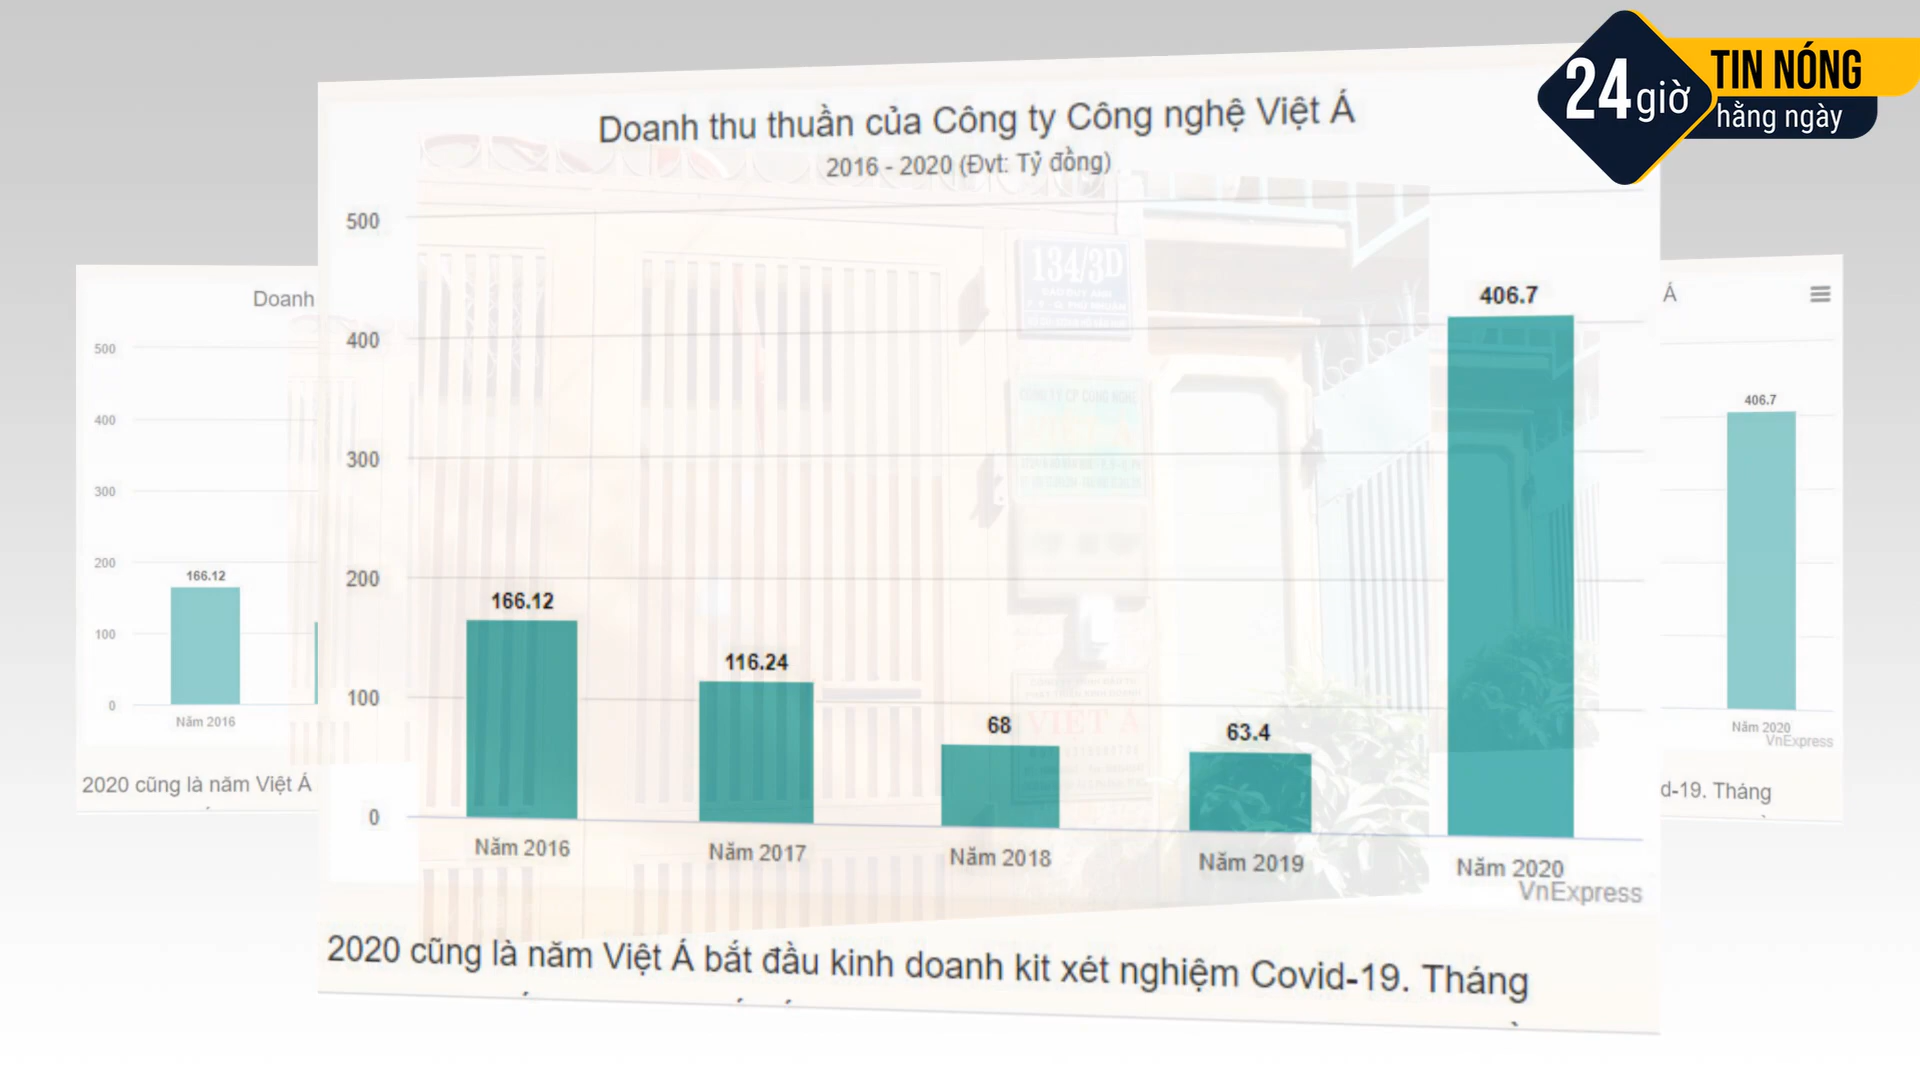 24giờ
TIN NÓNG
hằng ngày
Doanh thu thuần của Công ty Công nghệ Việt Á
2016 - 2020 (Đvt: Tỷ đồng)
500
400
300
200
100
0
166.12
116.24
68
63.4
406.7
Năm 2016
Năm 2017
Năm 2018
Năm 2019
Năm 2020
VnExpress
2020 cũng là năm Việt Á bắt đầu kinh doanh kit xét nghiệm Covid-19. Tháng
134/3D
VIỆT Á
Doanh
500
400
300
200
100
0
166.12
Năm 2016
2020 cũng là năm Việt Á
Á
406.7
Năm 2020
VnExpress
d-19. Tháng